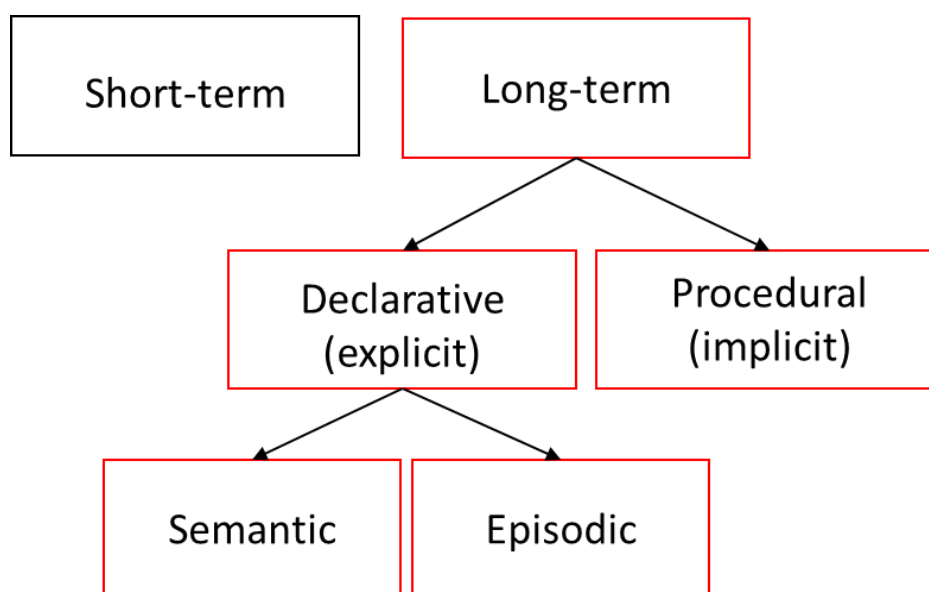 Short-term
Long-term
Declarative
(explicit)
Procedural
(implicit)
Semantic
Episodic